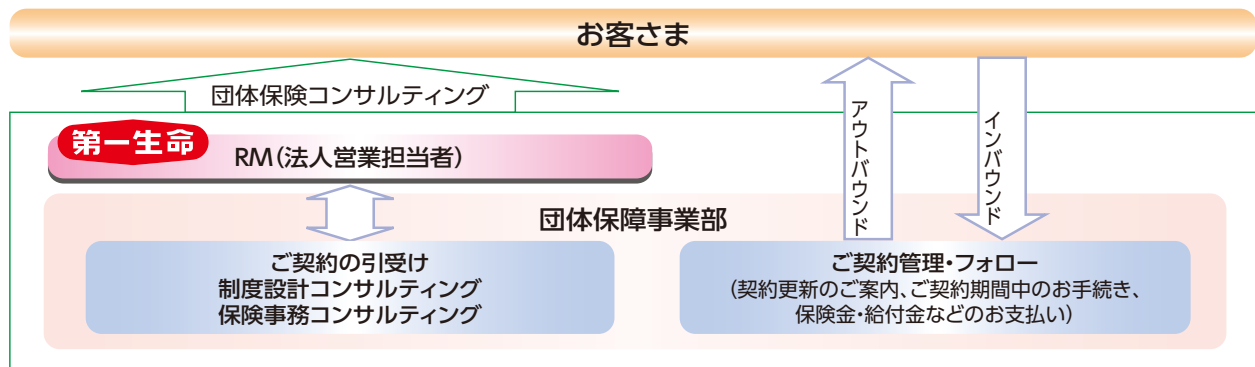 お客さま
団体保険コンサルティング
第一生命
RM(法人営業担当者)
アウトバウンド
インバウンド
団体保障事業部
ご契約の引受け
制度設計コンサルティング
保険事務コンサルティング
ご契約管理・フォロー
(契約更新のご案内、ご契約期間中のお手続き、
保険金・給付金などのお支払い)